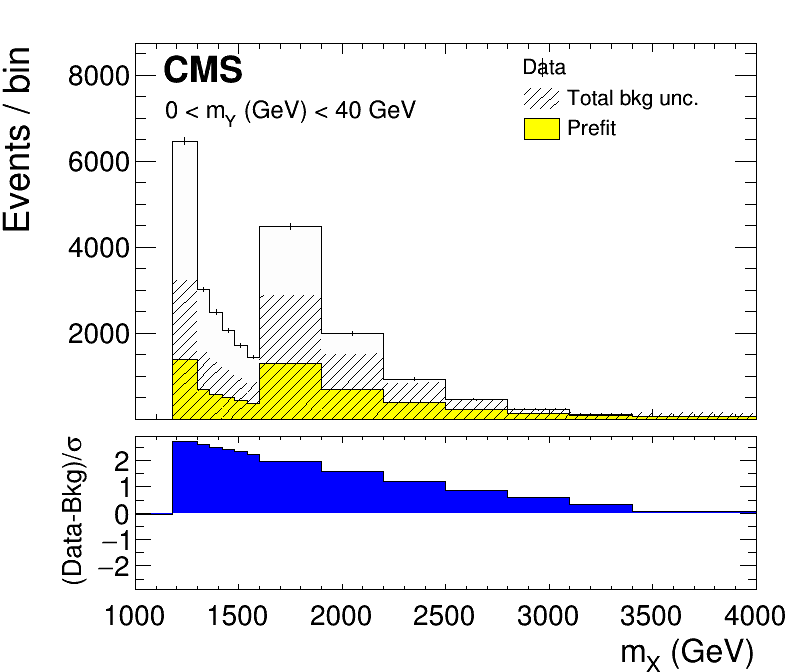 CMS
0 < mY (GeV) < 40 GeV
Data
Total bkg unc.
Prefit
Events / bin
8000
6000
4000
2000
(Data-Bkg)/σ
2
1
0
−1
−2
1000 1500 2000 2500 3000 3500 4000
mX (GeV)